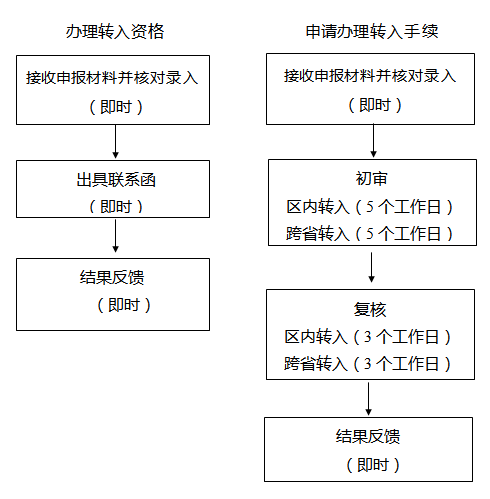 办理转入资格
接收申报材料并核对录入
（即时）
出具联系函
（即时）
结果反馈
（即时）
申请办理转入手续
接收申报材料并核对录入
（即时）
初审
区内转入（5 个工作日）
跨省转入（5 个工作日）
复核
区内转入（3 个工作日）
跨省转入（3 个工作日）
结果反馈
（即时）